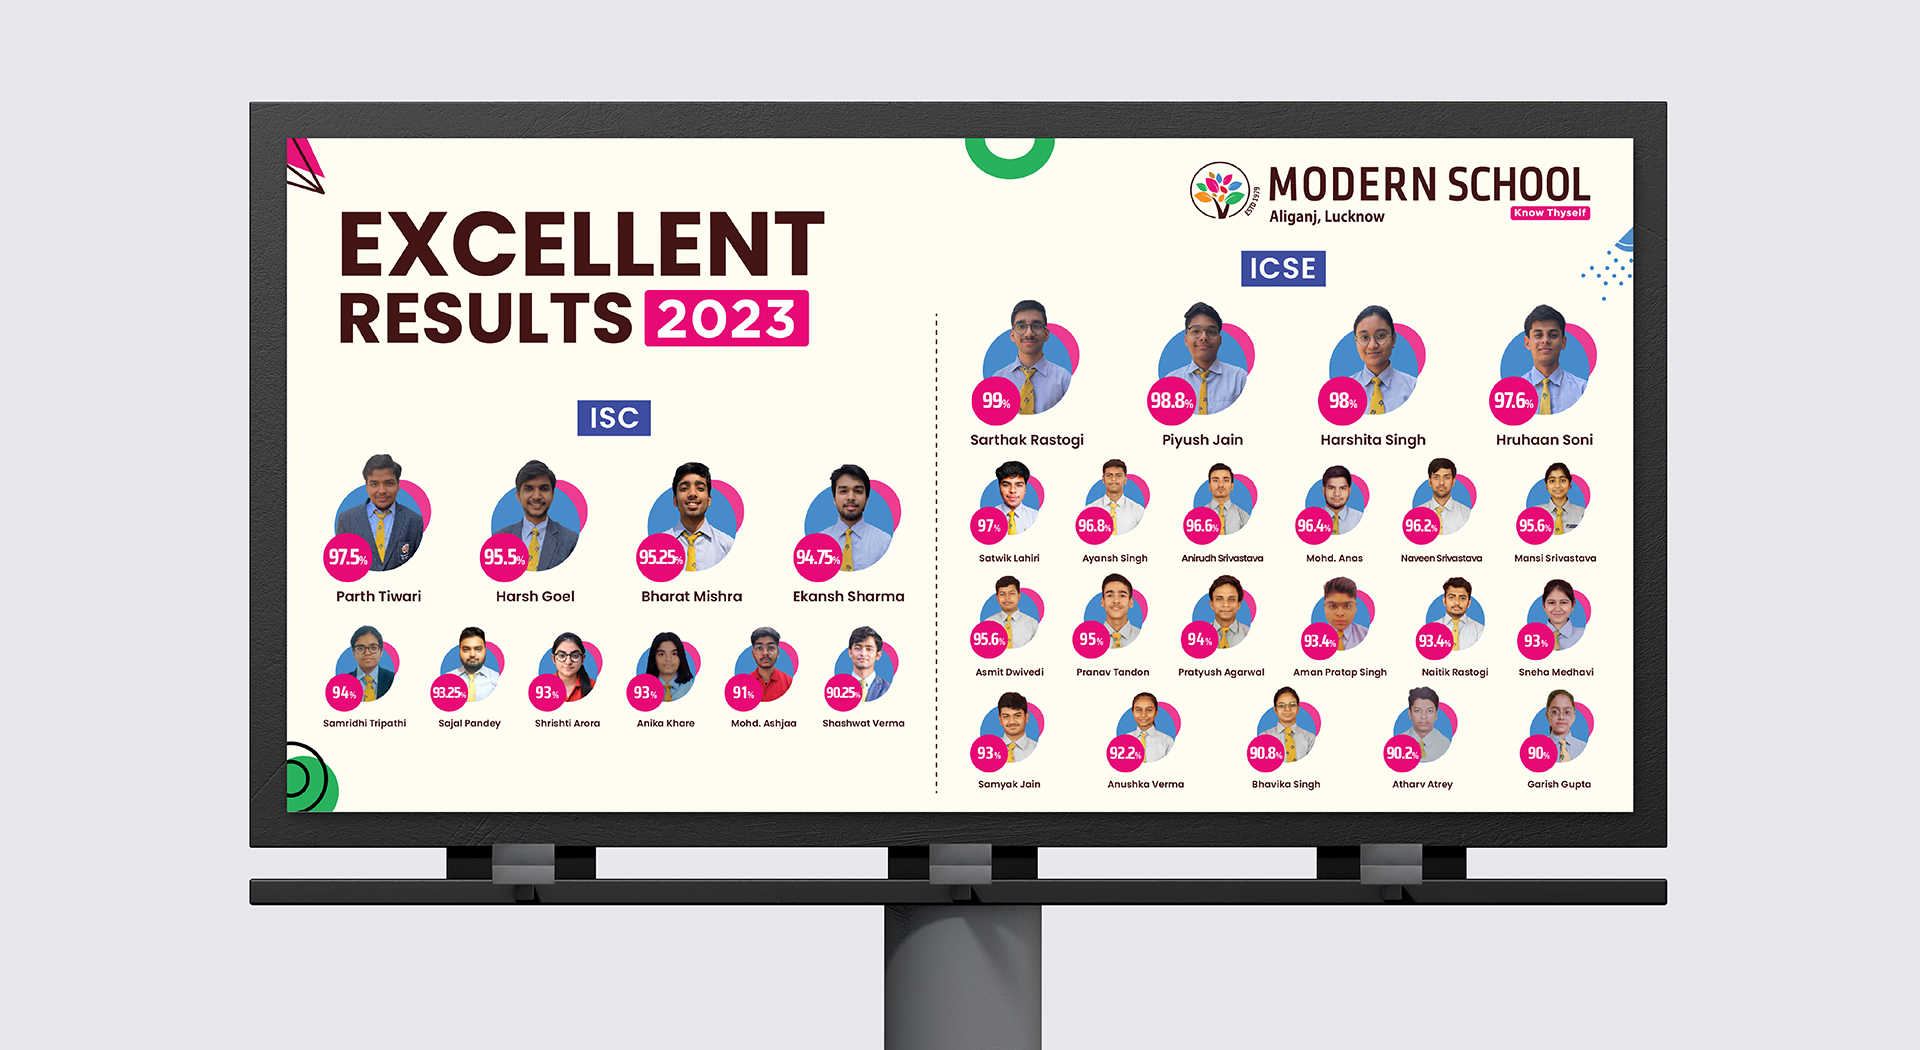 EXCELLENT
RESULTS 2023
MODERN SCHOOL
ESTD 1979
Aliganj, Lucknow
Know Thyself
ISC
97.5% 95.5% 95.25% 94.75%
Parth Tiwari Harsh Goel Bharat Mishra Ekansh Sharma
94% 93.25% 93% 93% 91% 90.25%
Samridhi Tripathi Sajal Pandey Shrishti Arora Anika Khare Mohd. Ashjaa Shashwat Verma
ICSE
99% 98.8% 98% 97.6%
Sarthak Rastogi Piyush Jain Harshita Singh Hruhaan Soni
97% 96.8% 96.6% 96.4% 96.2% 95.6%
Satwik Lahiri Ayansh Singh Anirudh Srivastava Mohd. Anas Naveen Srivastava Mansi Srivastava
95.6% 95% 94% 93.4% 93.4% 93%
Asmit Dwivedi Pranav Tandon Pratyush Agarwal Aman Pratap Singh Naitik Rastogi Sneha Medhavi
93% 92.2% 90.8% 90.2% 90%
Samyak Jain Anushka Verma Bhavika Singh Atharv Atrey Garish Gupta